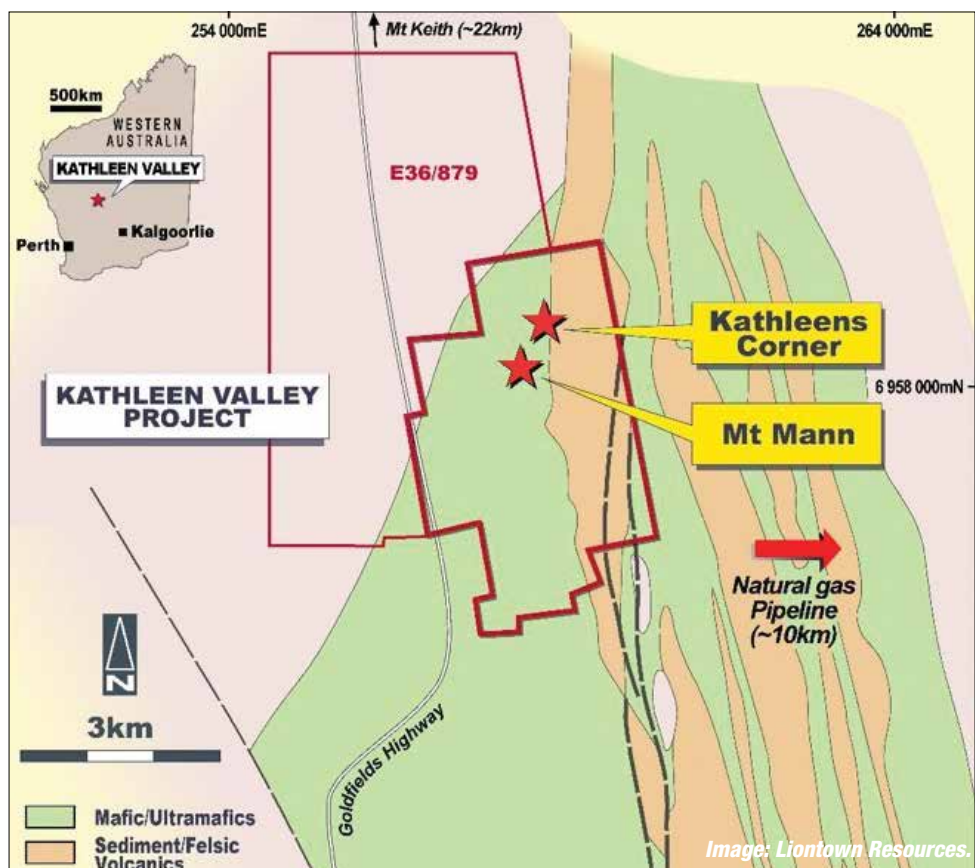 254 000mE
Mt Keith (~22km)
264 000mE
500km
WESTERN
AUSTRALIA
KATHLEEN VALLEY
Perth
Kalgoorlie
E36/879
Kathleens
Corner
KATHLEEN VALLEY
PROJECT
6 958 000mN
Mt Mann
Natural gas
Pipeline
(~10km)
N
3km
Goldfields Highway
Mafic/Ultramafics
Sediment/Felsic
Volcanics
Image: Liontown Resources.